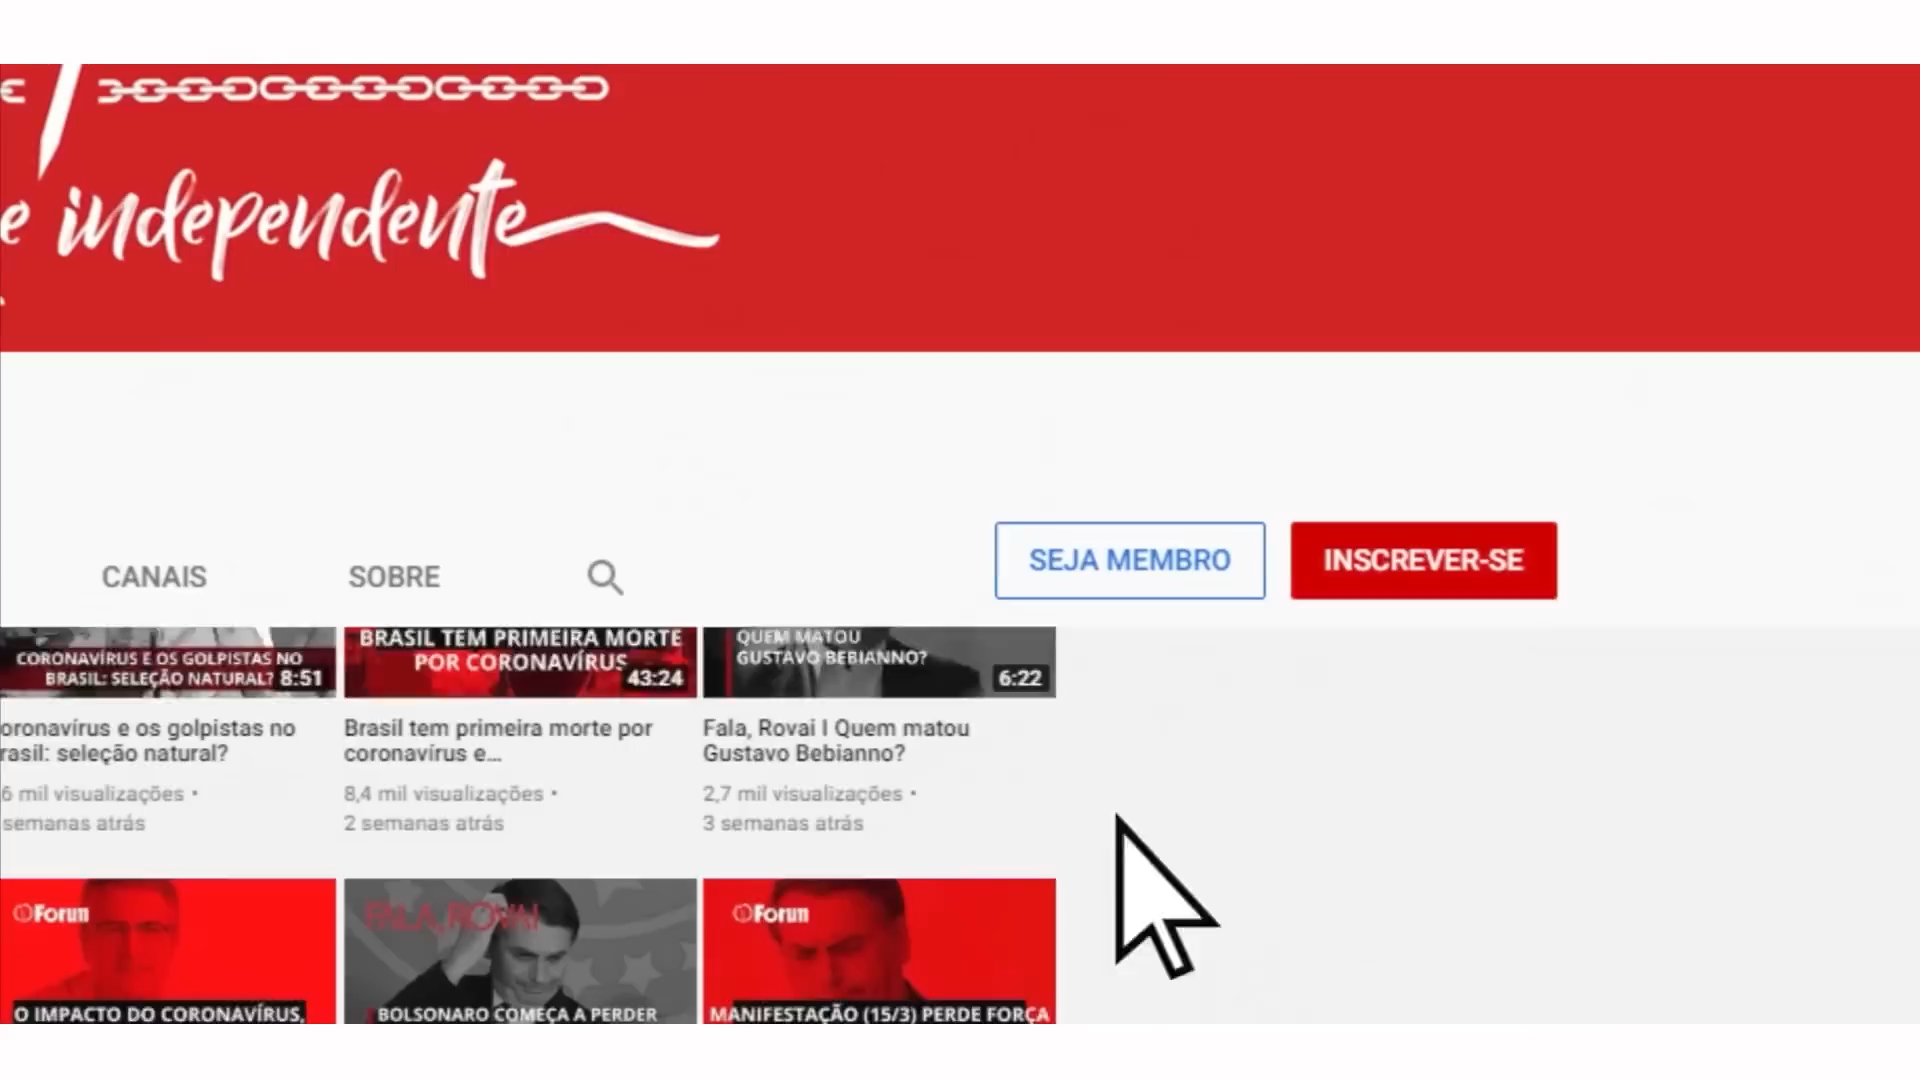 e independente
CANAIS
SOBRE
SEJA MEMBRO
INSCREVER-SE
CORONAVÍRUS E OS GOLPISTAS NO
BRASIL: SELEÇÃO NATURAL?
8:51
BRASIL TEM PRIMEIRA MORTE
POR CORONAVÍRUS
43:24
QUEM MATOU
GUSTAVO BEBIANNO?
6:22
oronavírus e os golpistas no
rasil: seleção natural?
6 mil visualizações •
semanas atrás
Brasil tem primeira morte por
coronavírus e...
8,4 mil visualizações •
2 semanas atrás
Fala, Rovai I Quem matou
Gustavo Bebianno?
2,7 mil visualizações •
3 semanas atrás
Forum
O IMPACTO DO CORONAVÍRUS,
FALA, ROVAI
BOLSONARO COMEÇA A PERDER
Forum
MANIFESTAÇÃO (15/3) PERDE FORÇA